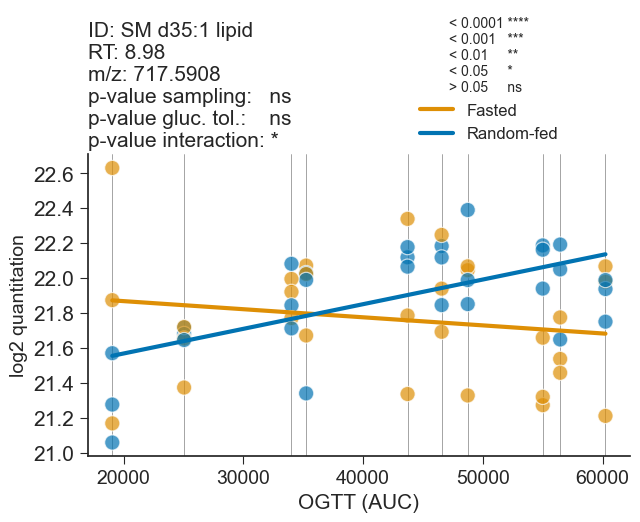 ID: SM d35:1 lipid
RT: 8.98
m/z: 717.5908
p-value sampling: ns
p-value gluc. tol.: ns
p-value interaction: *
< 0.0001 ****
< 0.001 ***
< 0.01 **
< 0.05 *
> 0.05 ns
Fasted
Random-fed
22.6
22.4
22.2
22.0
21.8
21.6
21.4
21.2
21.0
log2 quantitation
20000 30000 40000 50000 60000
OGTT (AUC)